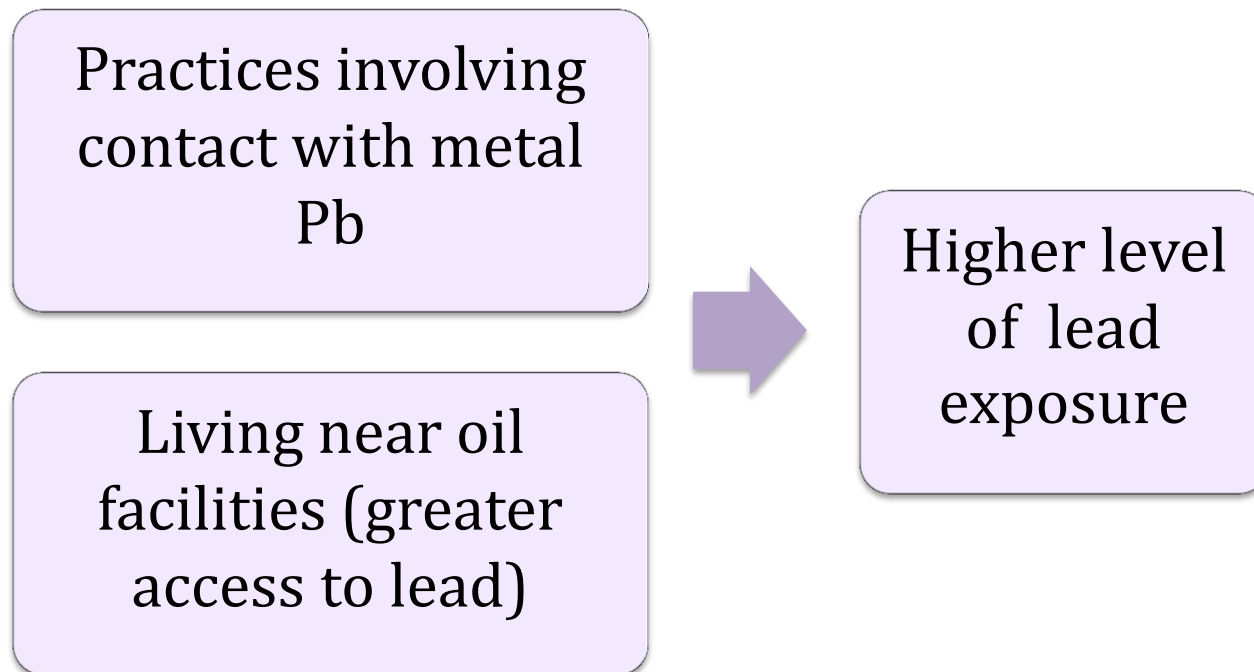 Practices involving
contact with metal
Pb
Living near oil
facilities (greater
access to lead)
Higher level
of  lead
exposure